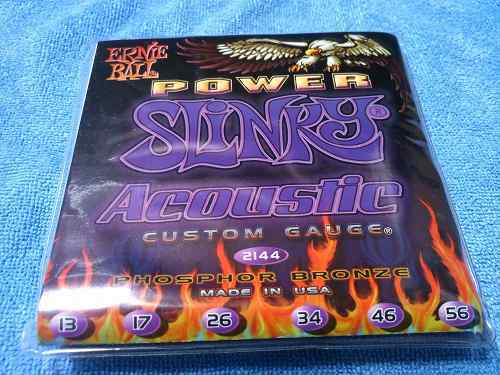 ERNIE
BALL
POWER
SLINKY®
Acoustic
CUSTOM GAUGE®
2144
PHOSPHOR BRONZE
MADE IN USA
13 17 26 34 46 56